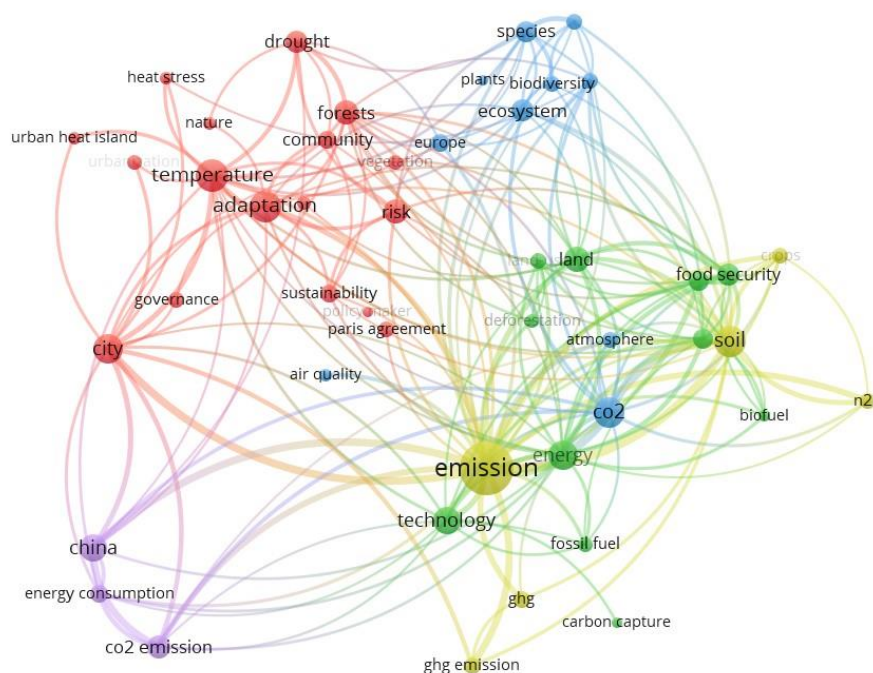 drought
species
heat stress
plants
biodiversity
forests
ecosystem
nature
urban heat island
community
europe
urbanization
vegetation
temperature
adaptation
risk
land
food security
crops
governance
sustainability
policy maker
deforestation
paris agreement
atmosphere
soil
city
air quality
co2
biofuel
n2
energy
emission
technology
china
fossil fuel
energy consumption
ghg
carbon capture
co2 emission
ghg emission